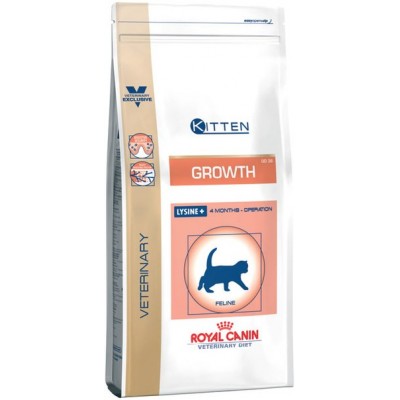 VETERINARY
EXCLUSIVE
KITTEN
GROWTH
LYSINE +
4 MONTHS - OPERATION
FELINE
VETERINARY
ROYAL CANIN
VETERINARY DIET